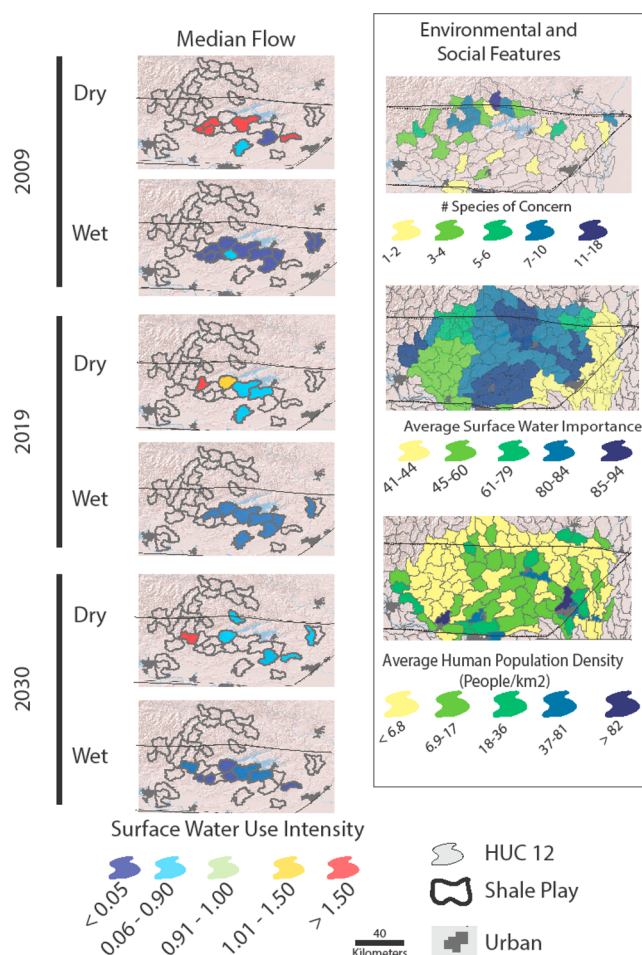 Median Flow
2009
Dry
Wet
2019
Dry
Wet
2030
Dry
Wet
Surface Water Use Intensity
< 0.05
0.06 - 0.90
0.91 - 1.00
1.01 - 1.50
> 1.50
Environmental and
Social Features
# Species of Concern
1-2
3-4
5-6
7-10
11-18
Average Surface Water Importance
41-44
45-60
61-79
80-84
85-94
Average Human Population Density
(People/km2)
< 6.8
6.9-17
18-36
37-81
> 82
HUC 12
Shale Play
Urban
40
Kilometers